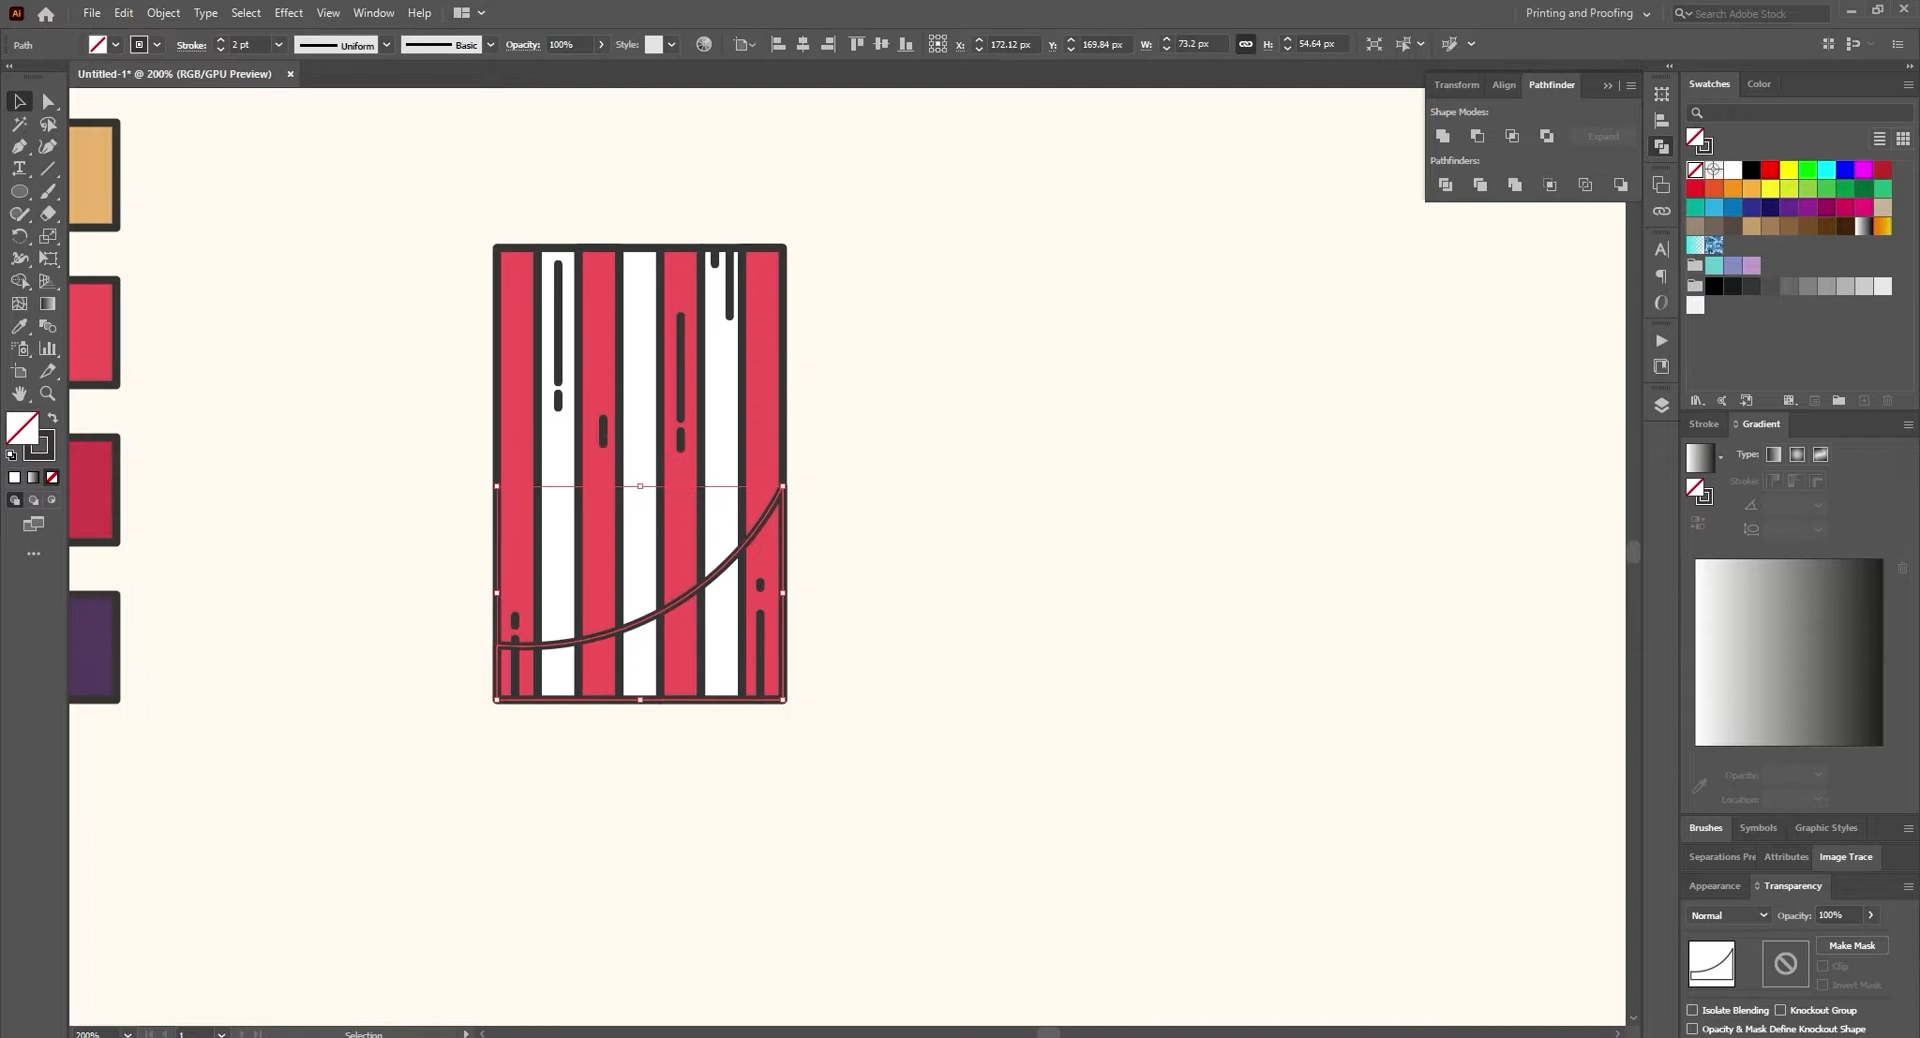 Ai File Edit Object Type Select Effect View Window Help Printing and Proofing Search Adobe Stock
Path Stroke: 2 pt Uniform Basic Opacity: 100% Style: X: 172.12 px Y: 169.84 px W: 73.2 px H: 54.64 px
Untitled-1* @ 200% (RGB/GPU Preview)
Transform Align Pathfinder
Shape Modes:
Expand
Pathfinders:
Swatches Color
Stroke Gradient
Type:
Stroke:
Opacity:
Location:
Brushes Symbols Graphic Styles
Separations Pre Attributes Image Trace
Appearance Transparency
Normal Opacity: 100%
Make Mask
Clip
Invert Mask
Isolate Blending Knockout Group
Opacity & Mask Define Knockout Shape
200% 1 Selection